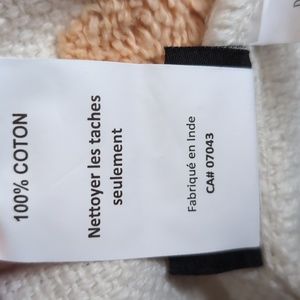 100% COTON
Nettoyer les taches
seulement
Fabriqué en Inde
CA# 07043